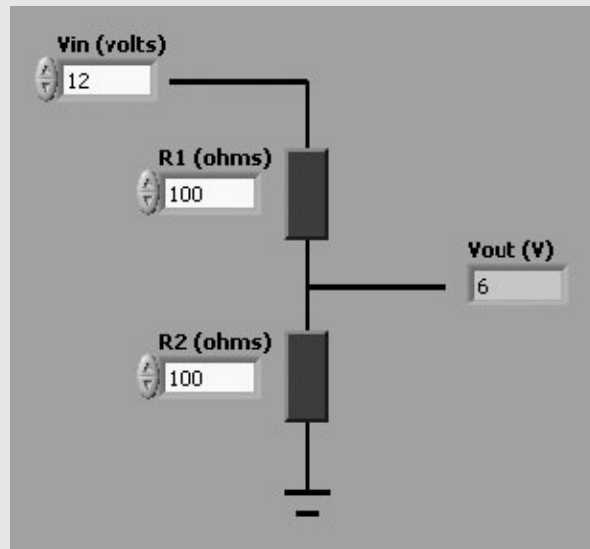 Vin (volts)
12
R1 (ohms)
100
Vout (V)
6
R2 (ohms)
100